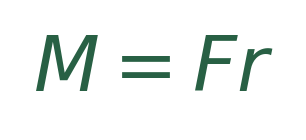 M = Fr